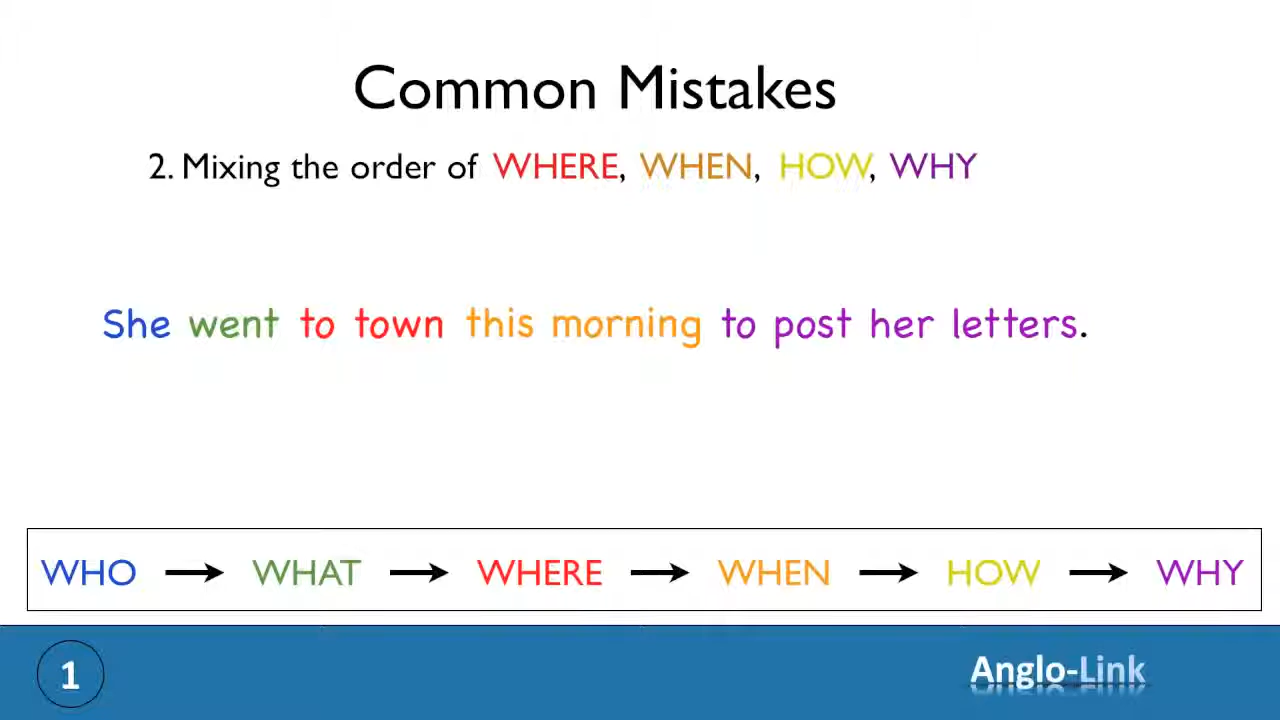 Common Mistakes
2. Mixing the order of WHERE, WHEN, HOW, WHY
She went to town this morning to post her letters.
WHO → WHAT → WHERE → WHEN → HOW → WHY
1
Anglo-Link